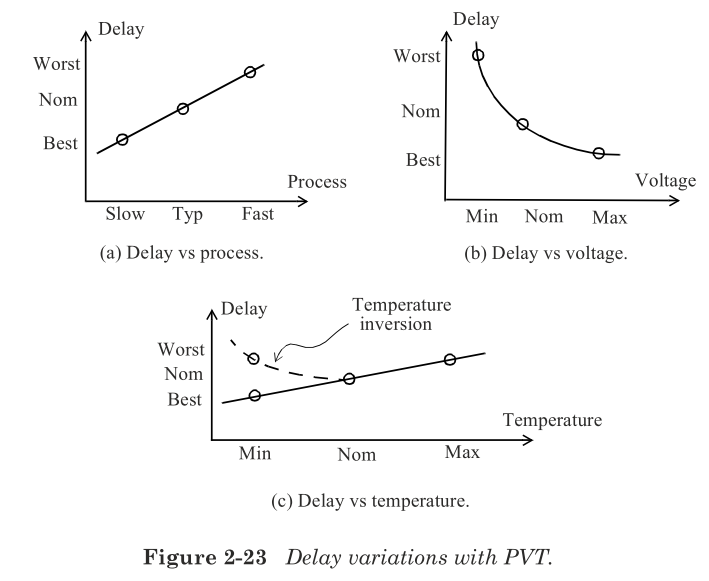 Delay
Worst
Nom
Best
Process
Slow Typ Fast
(a) Delay vs process.
Delay
Worst
Nom
Best
Voltage
Min Nom Max
(b) Delay vs voltage.
Delay
Temperature
inversion
Worst
Nom
Best
Temperature
Min Nom Max
(c) Delay vs temperature.
Figure 2-23 Delay variations with PVT.